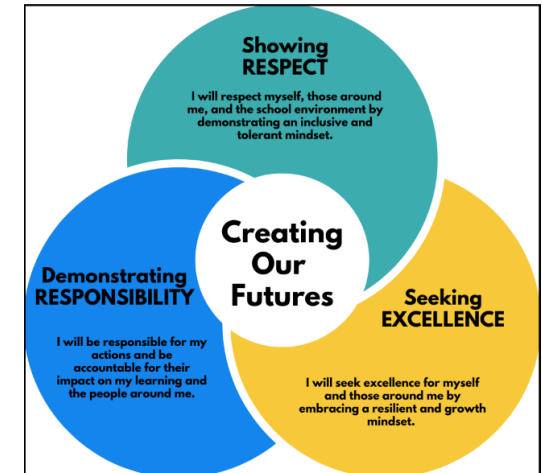 Showing
RESPECT
I will respect myself, those around
me, and the school environment by
demonstrating an inclusive and
tolerant mindset.
Creating
Our
Futures
Demonstrating
RESPONSIBILITY
I will be responsible for my
actions and be
accountable for their
impact on my learning and
the people around me.
Seeking
EXCELLENCE
I will seek excellence for myself
and those around me by
embracing a resilient and growth
mindset.